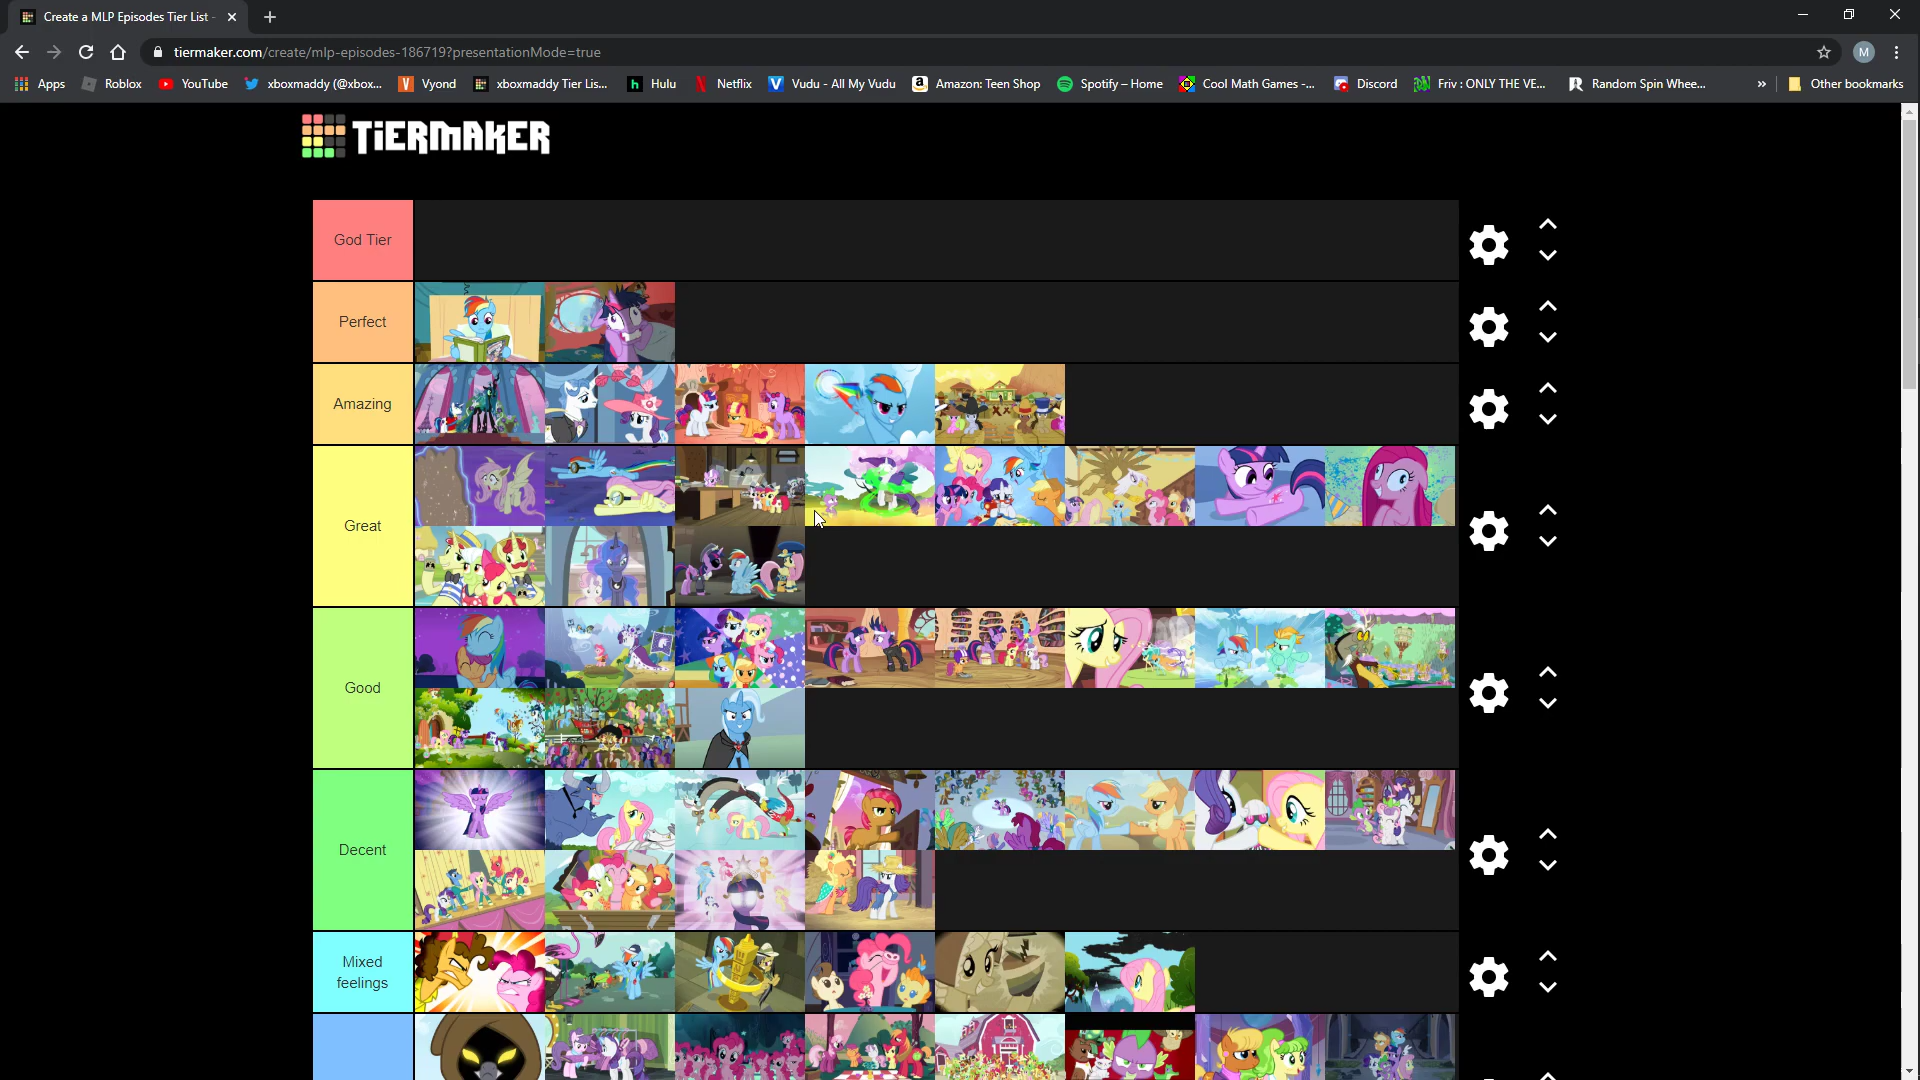 Create a MLP Episodes Tier List -
tiermaker.com/create/mlp-episodes-186719?presentationMode=true
M
Apps
Roblox
YouTube
xboxmaddy (@xbox...
Vyond
xboxmaddy Tier Lis...
Hulu
Netflix
Vudu - All My Vudu
Amazon: Teen Shop
Spotify – Home
Cool Math Games -...
Discord
Friv : ONLY THE VE...
Random Spin Whee...
»
Other bookmarks
TiERMAKER
God Tier
Perfect
Amazing
Great
Good
Decent
Mixed
feelings